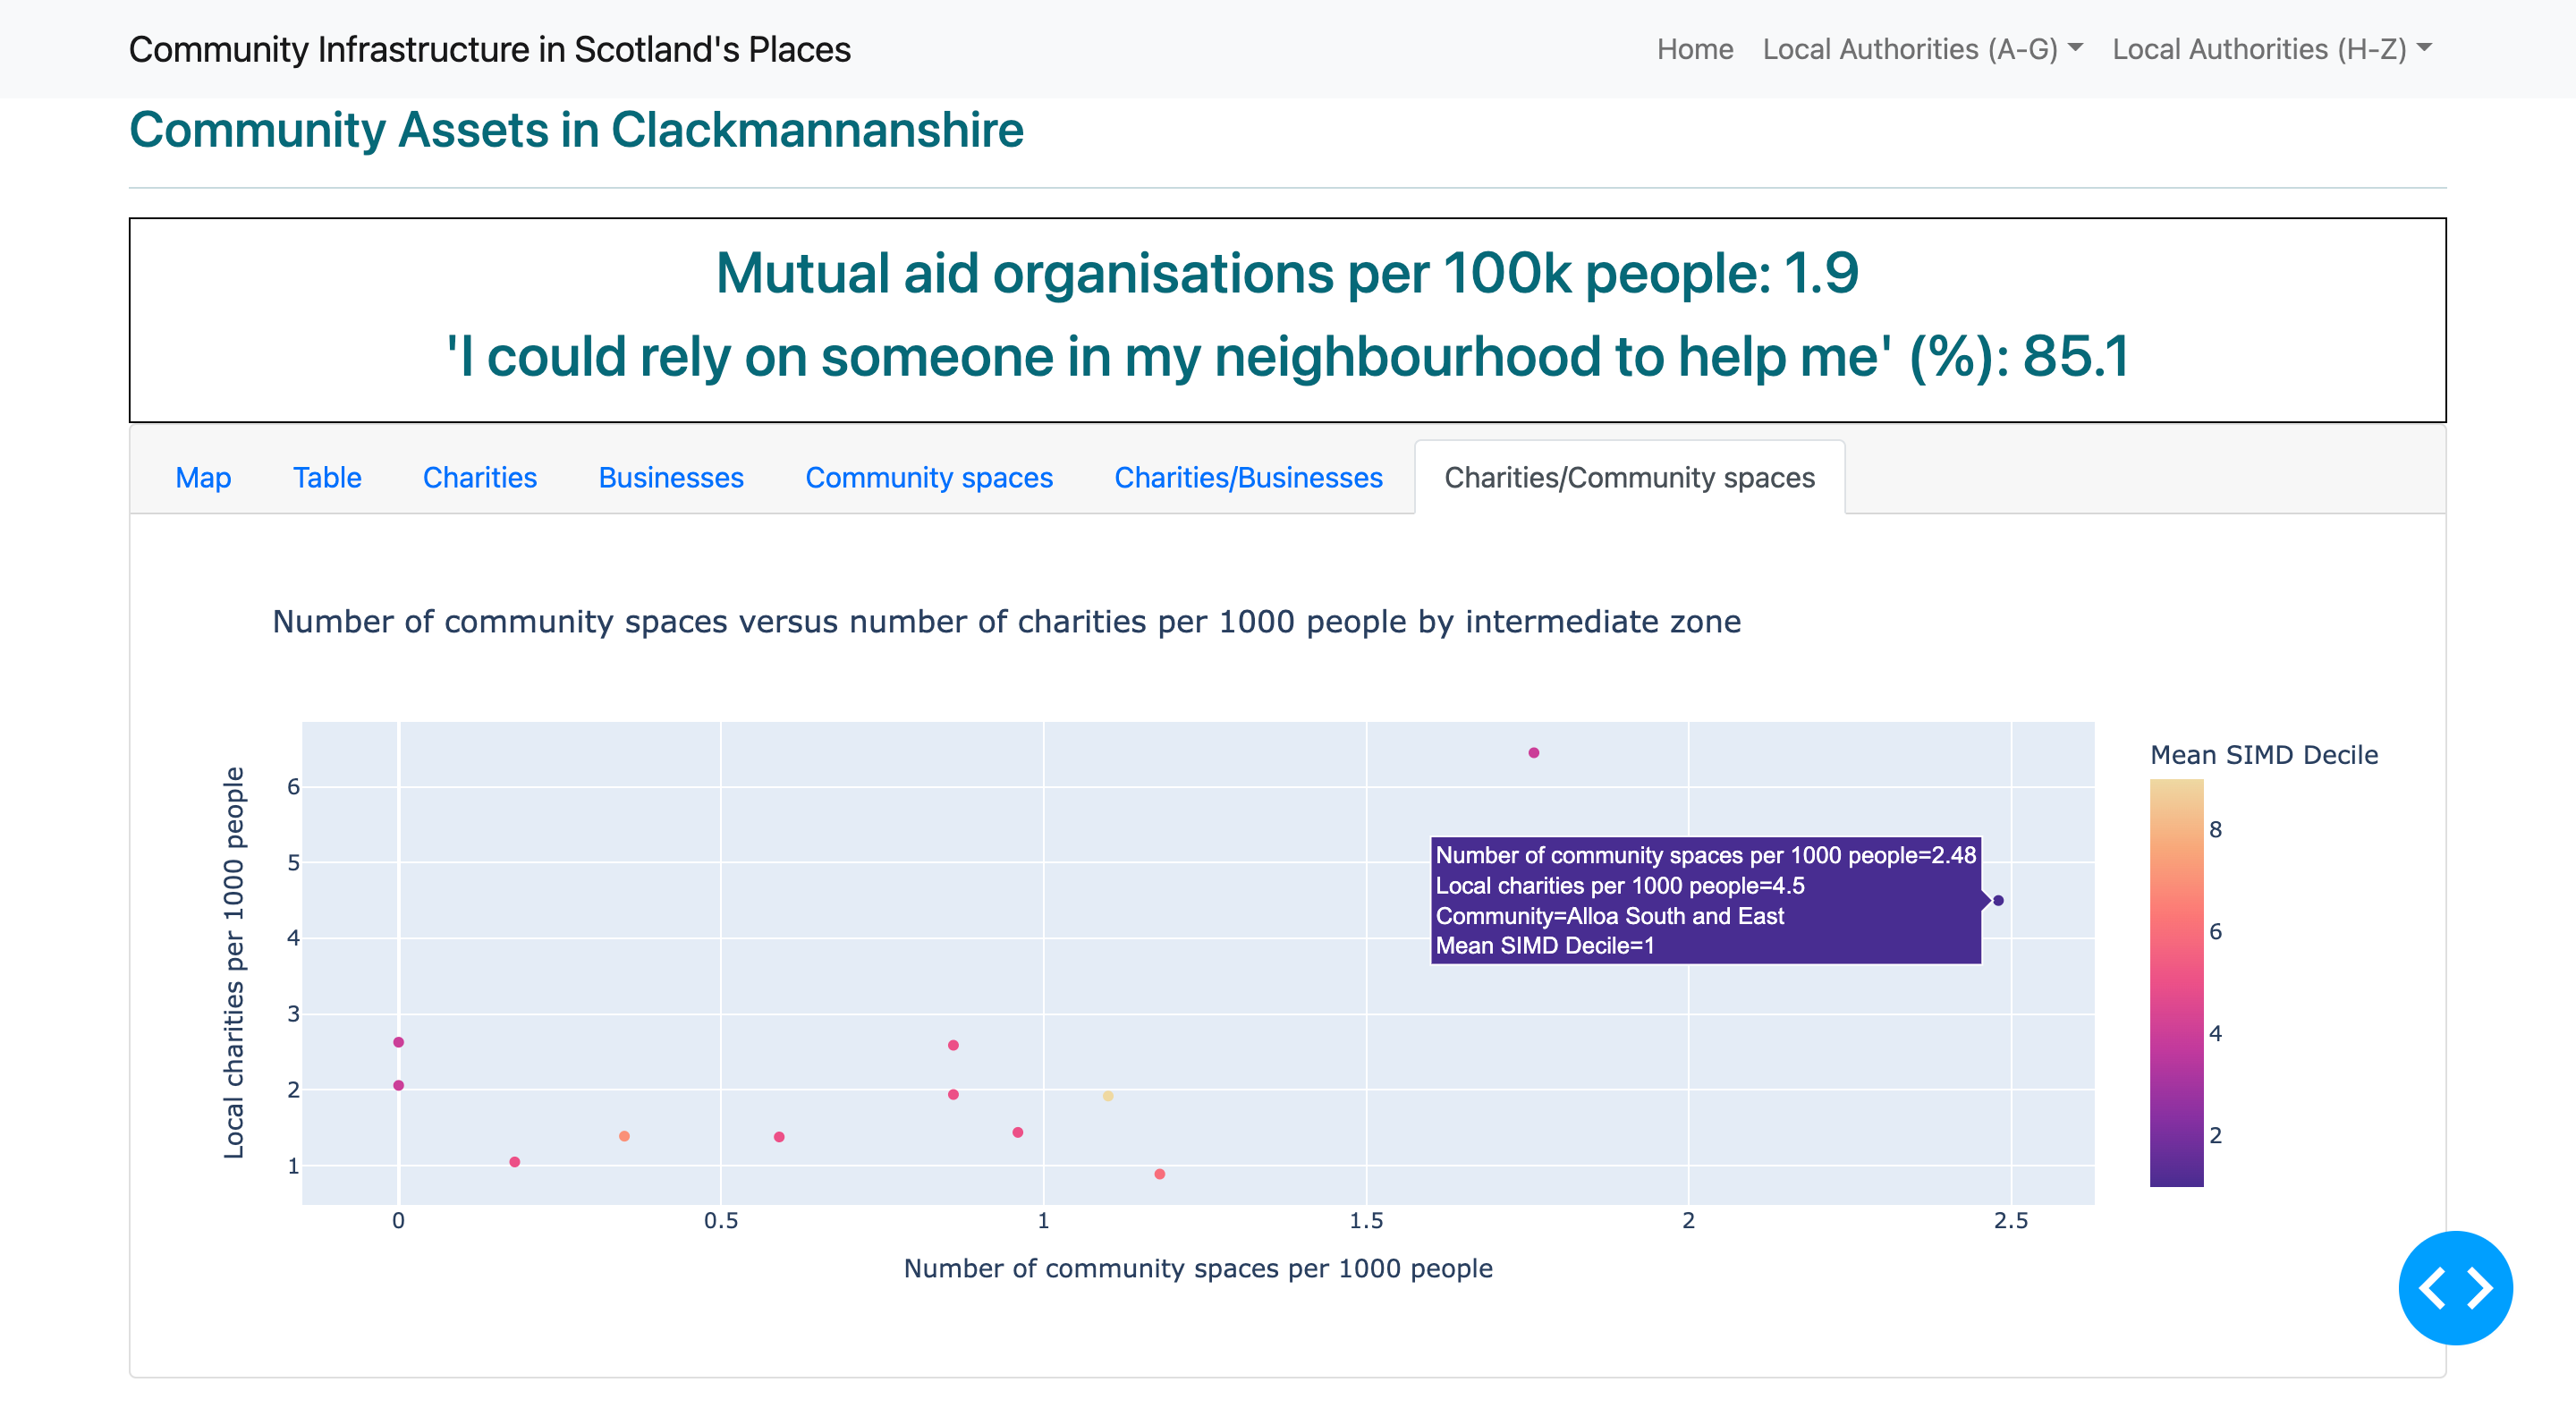 Community Infrastructure in Scotland's Places
Home
Local Authorities (A-G)
Local Authorities (H-Z)
Community Assets in Clackmannanshire
Mutual aid organisations per 100k people: 1.9
'I could rely on someone in my neighbourhood to help me' (%): 85.1
Map
Table
Charities
Businesses
Community spaces
Charities/Businesses
Charities/Community spaces
Number of community spaces versus number of charities per 1000 people by intermediate zone
Local charities per 1000 people
6
5
4
3
2
1
Number of community spaces per 1000 people=2.48
Local charities per 1000 people=4.5
Community=Alloa South and East
Mean SIMD Decile=1
0
0.5
1
1.5
2
2.5
Number of community spaces per 1000 people
Mean SIMD Decile
8
6
4
2